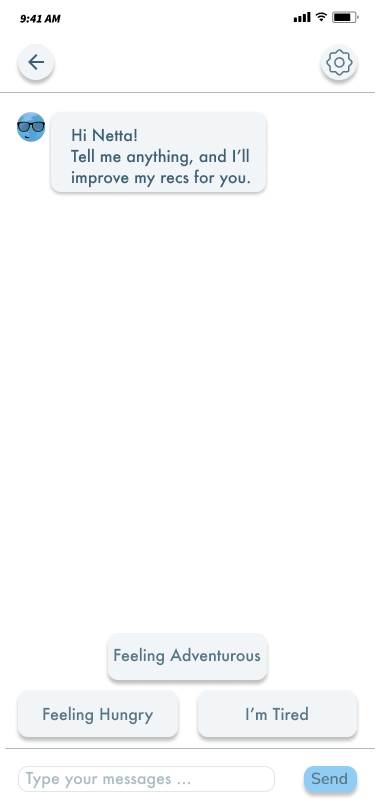 9:41 AM
Hi Netta!
Tell me anything, and I’ll
improve my recs for you.
Feeling Adventurous
Feeling Hungry
I’m Tired
Type your messages ...
Send